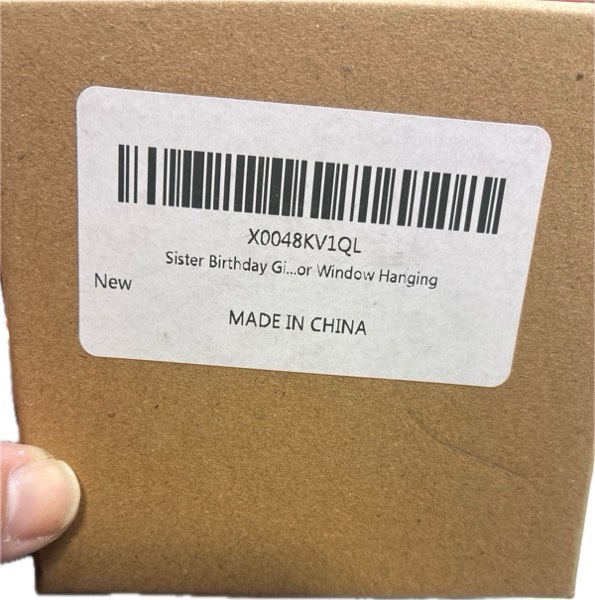 X0048KV1QL
Sister Birthday Gi...or Window Hanging
New
MADE IN CHINA